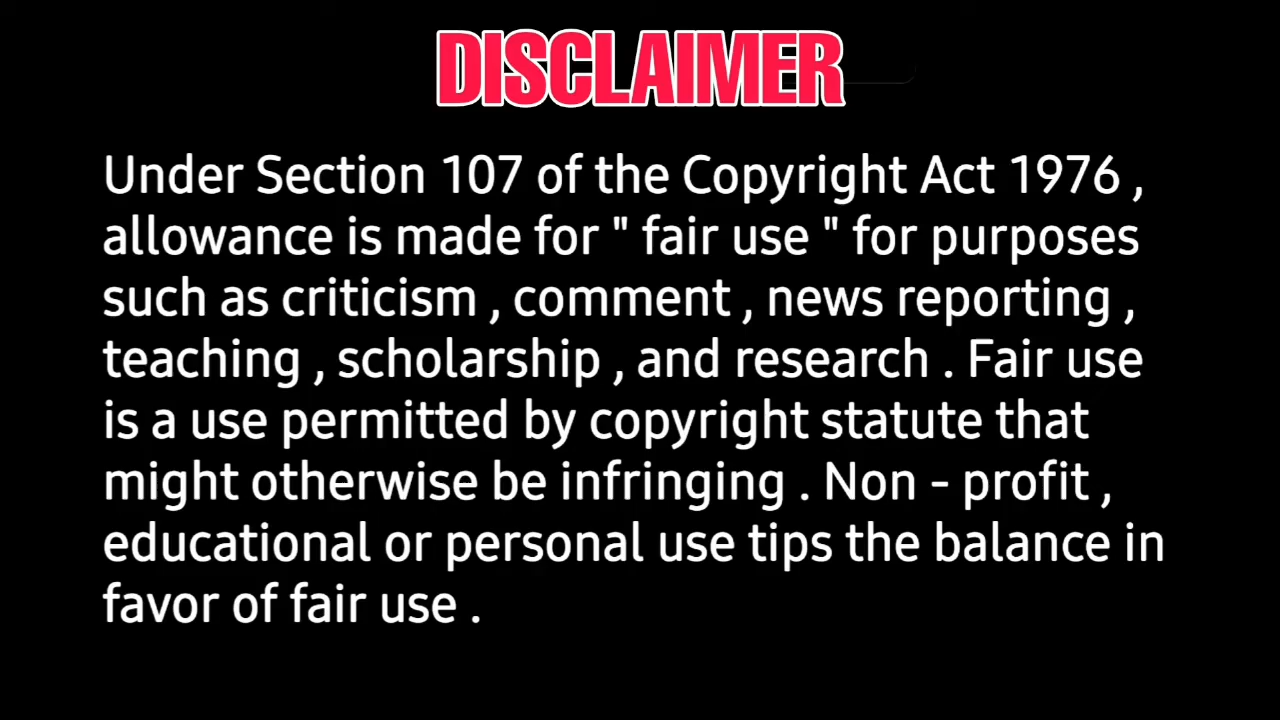 DISCLAIMER
Under Section 107 of the Copyright Act 1976 ,
allowance is made for " fair use " for purposes
such as criticism , comment , news reporting ,
teaching , scholarship , and research . Fair use
is a use permitted by copyright statute that
might otherwise be infringing . Non - profit ,
educational or personal use tips the balance in
favor of fair use .